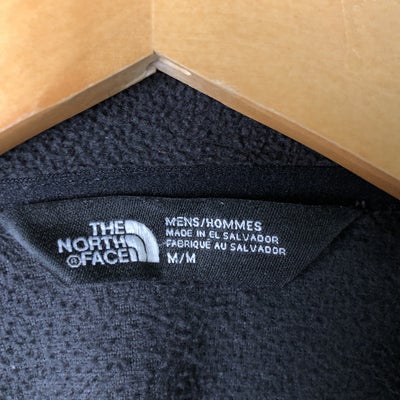 THE
NORTH
®FACE
MENS/HOMMES
MADE IN EL SALVADOR
FABRIQUÉ AU SALVADOR
M/M